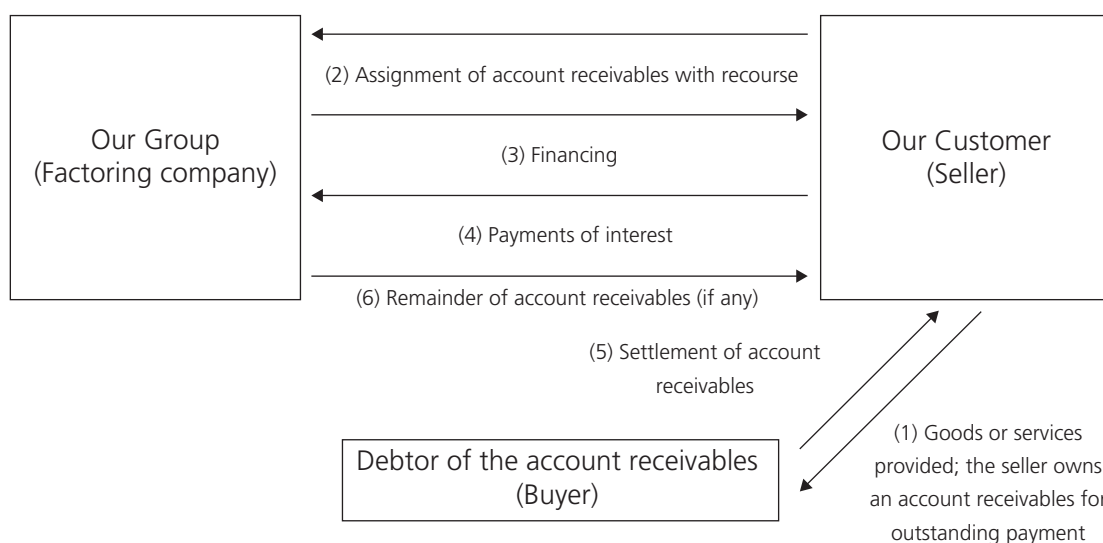 (2) Assignment of account receivables with recourse
Our Group
(Factoring company)
Our Customer
(Seller)
(3) Financing
(4) Payments of interest
(6) Remainder of account receivables (if any)
(5) Settlement of account
receivables
Debtor of the account receivables
(Buyer)
(1) Goods or services
provided; the seller owns
an account receivables for
outstanding payment